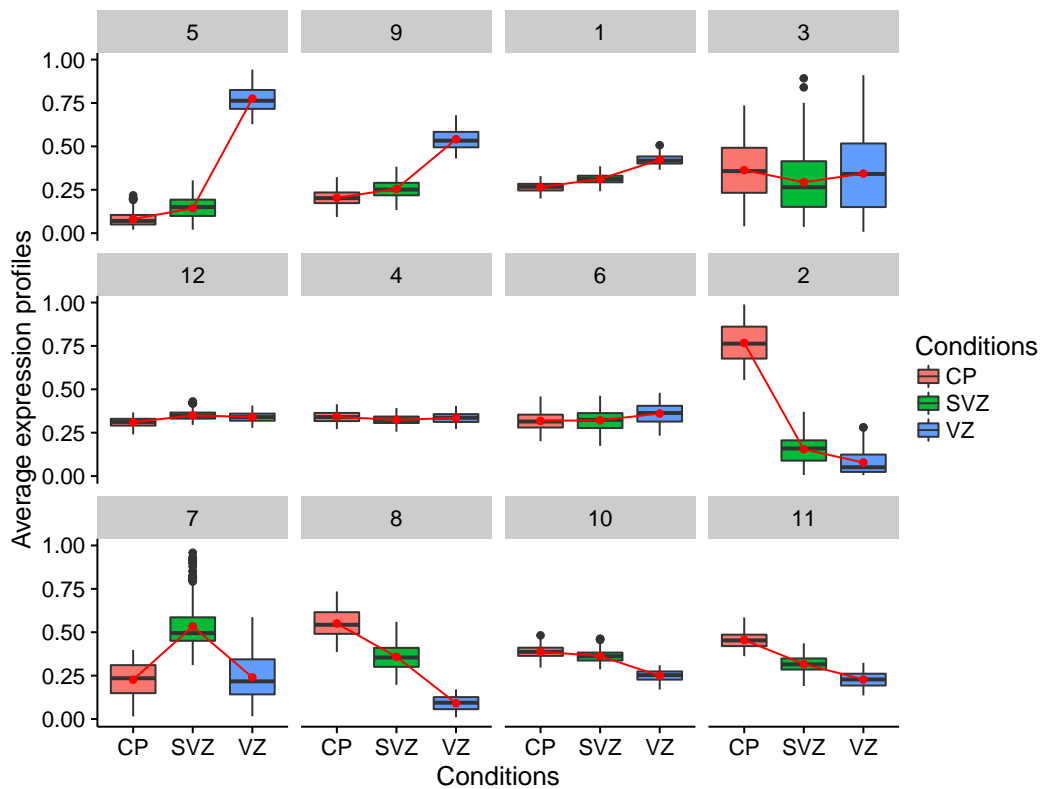 5 9 1 3
1.00
0.75
0.50
0.25
0.00
12 4 6 2
1.00
0.75
0.50
0.25
0.00
7 8 10 11
1.00
0.75
0.50
0.25
0.00
CP SVZ VZ CP SVZ VZ CP SVZ VZ CP SVZ VZ
Conditions
Average expression profiles
Conditions
CP
SVZ
VZ